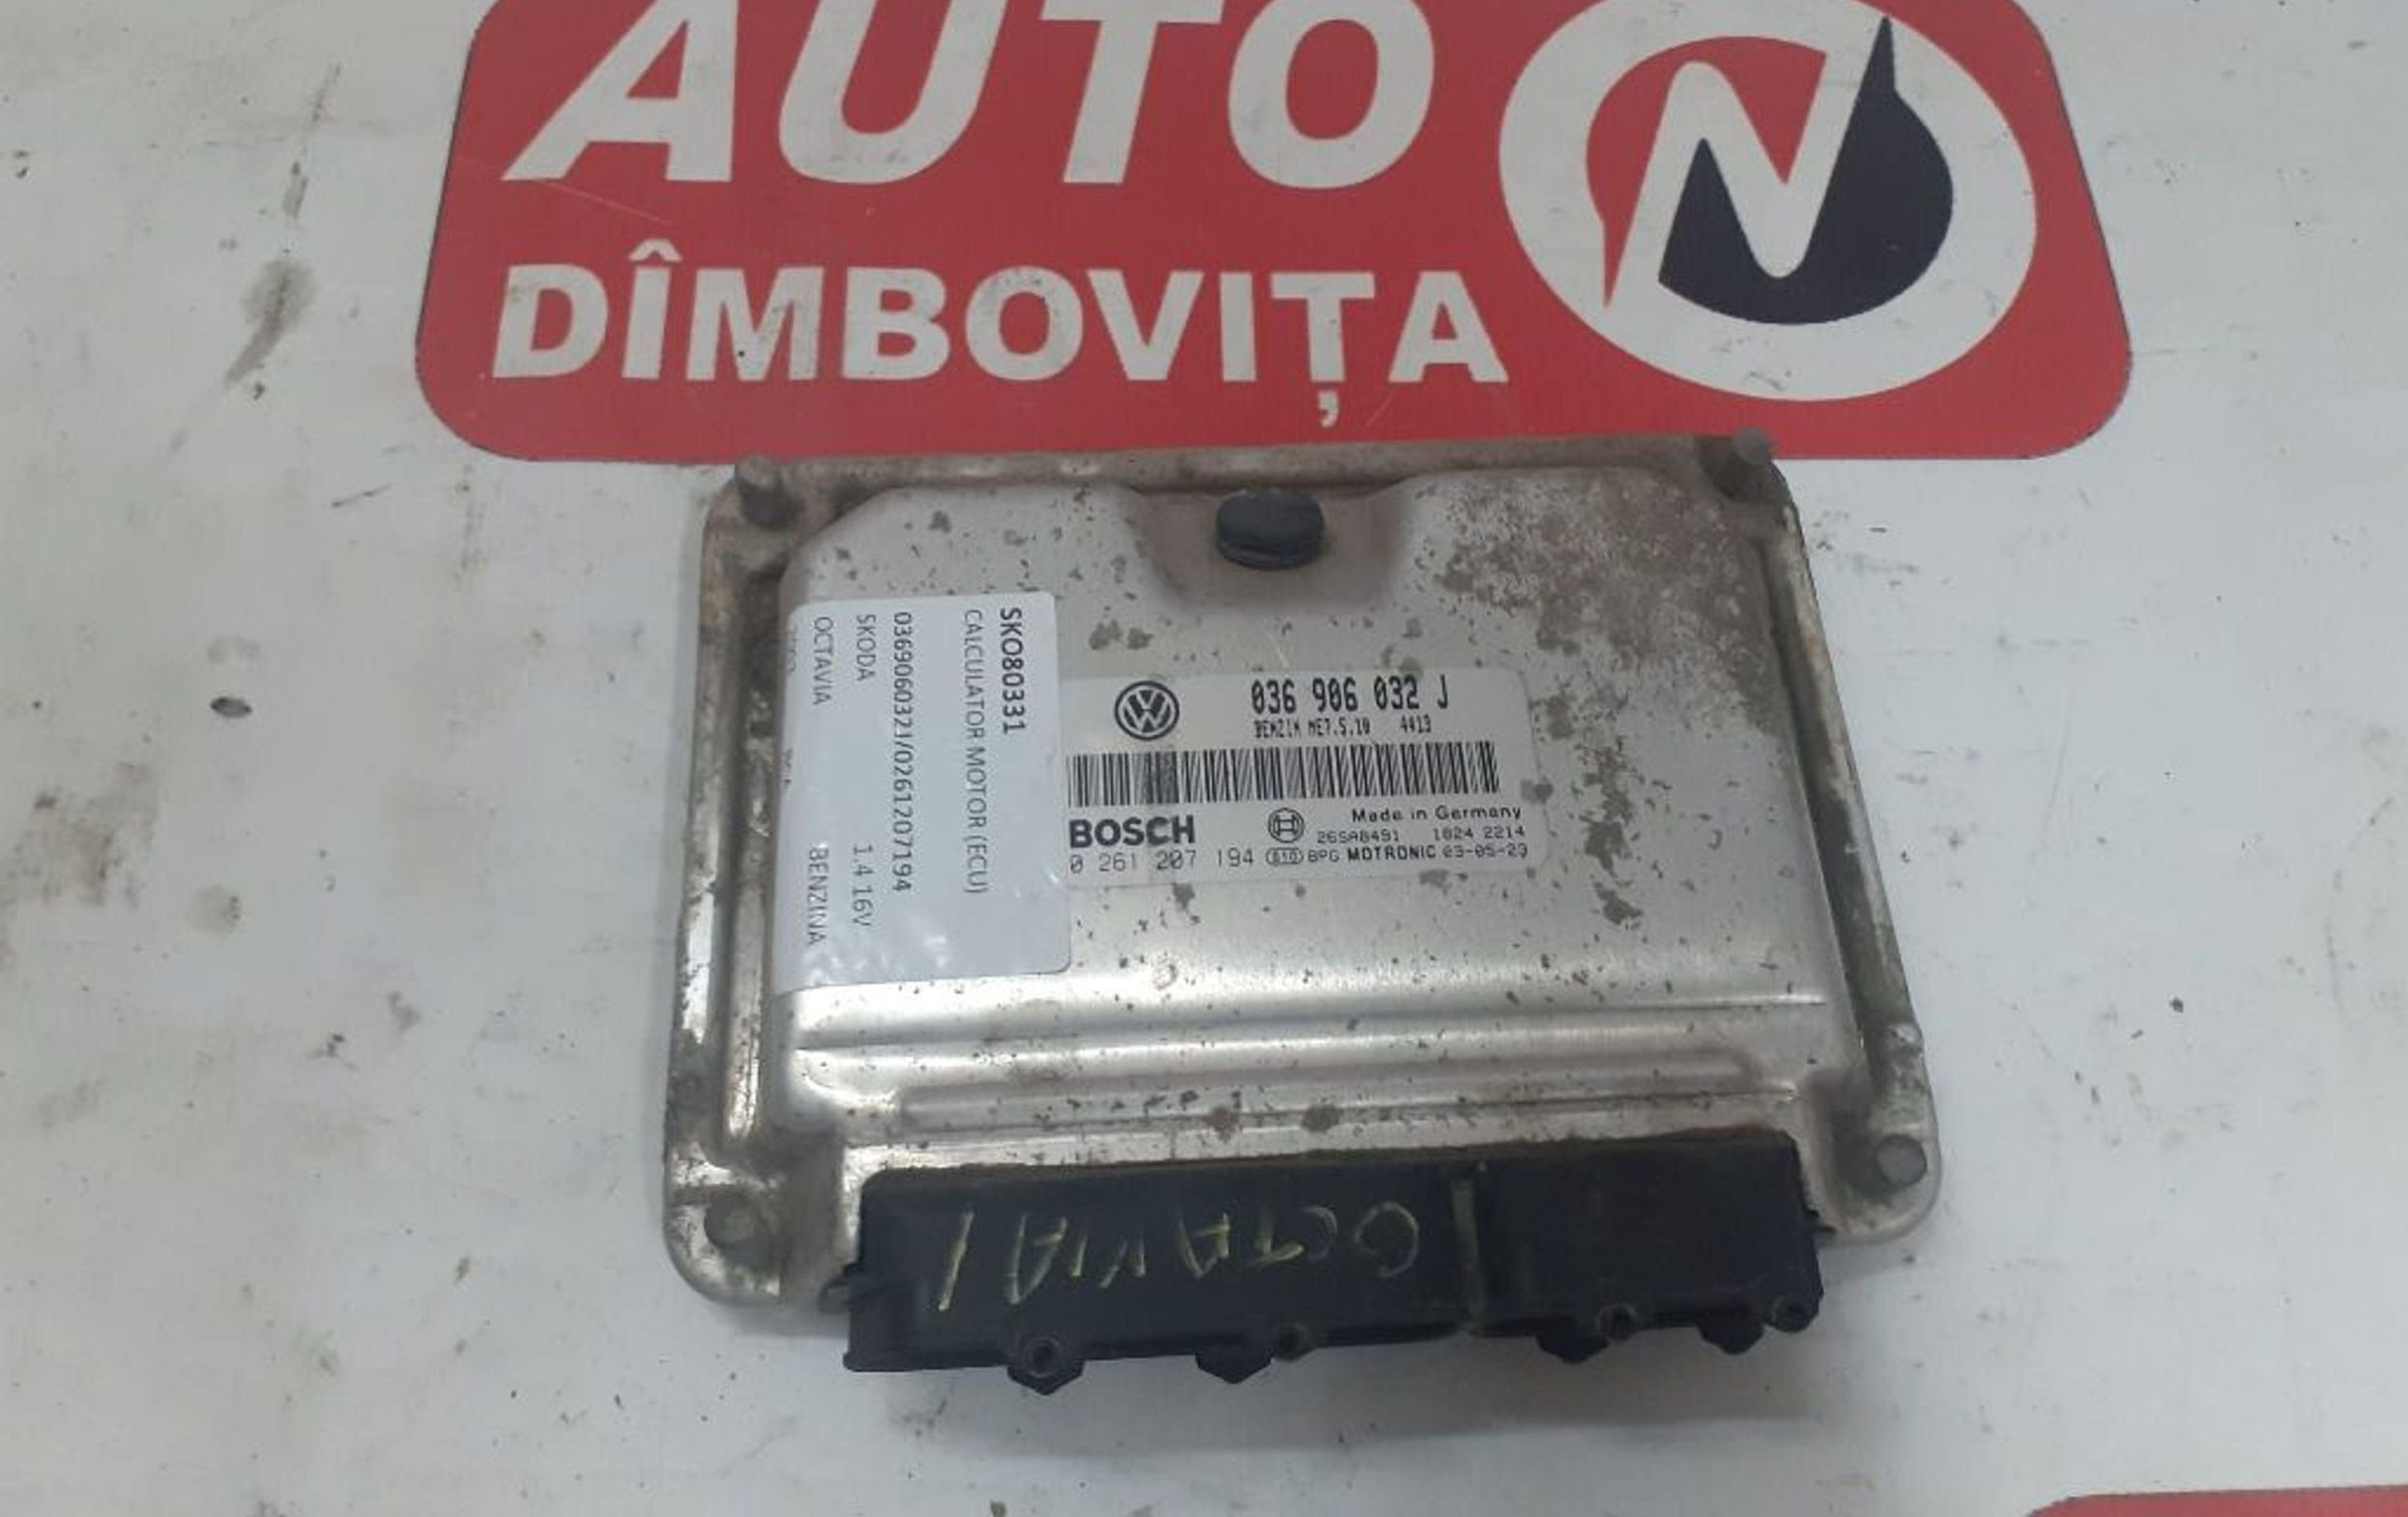 AUTO
DÎMBOVIȚA
SKO80331
CALCULATOR MOTOR (ECU)
036906032J/0261207194
SKODA 1.4 16V
OCTAVIA BENZINA
036 906 032 J
BENZIN ME7.5.10 4413
Made in Germany
BOSCH 26SA8491 1824 2214
0 261 207 194 BPG MOTRONIC 03-05-23
OCTAVIA 1